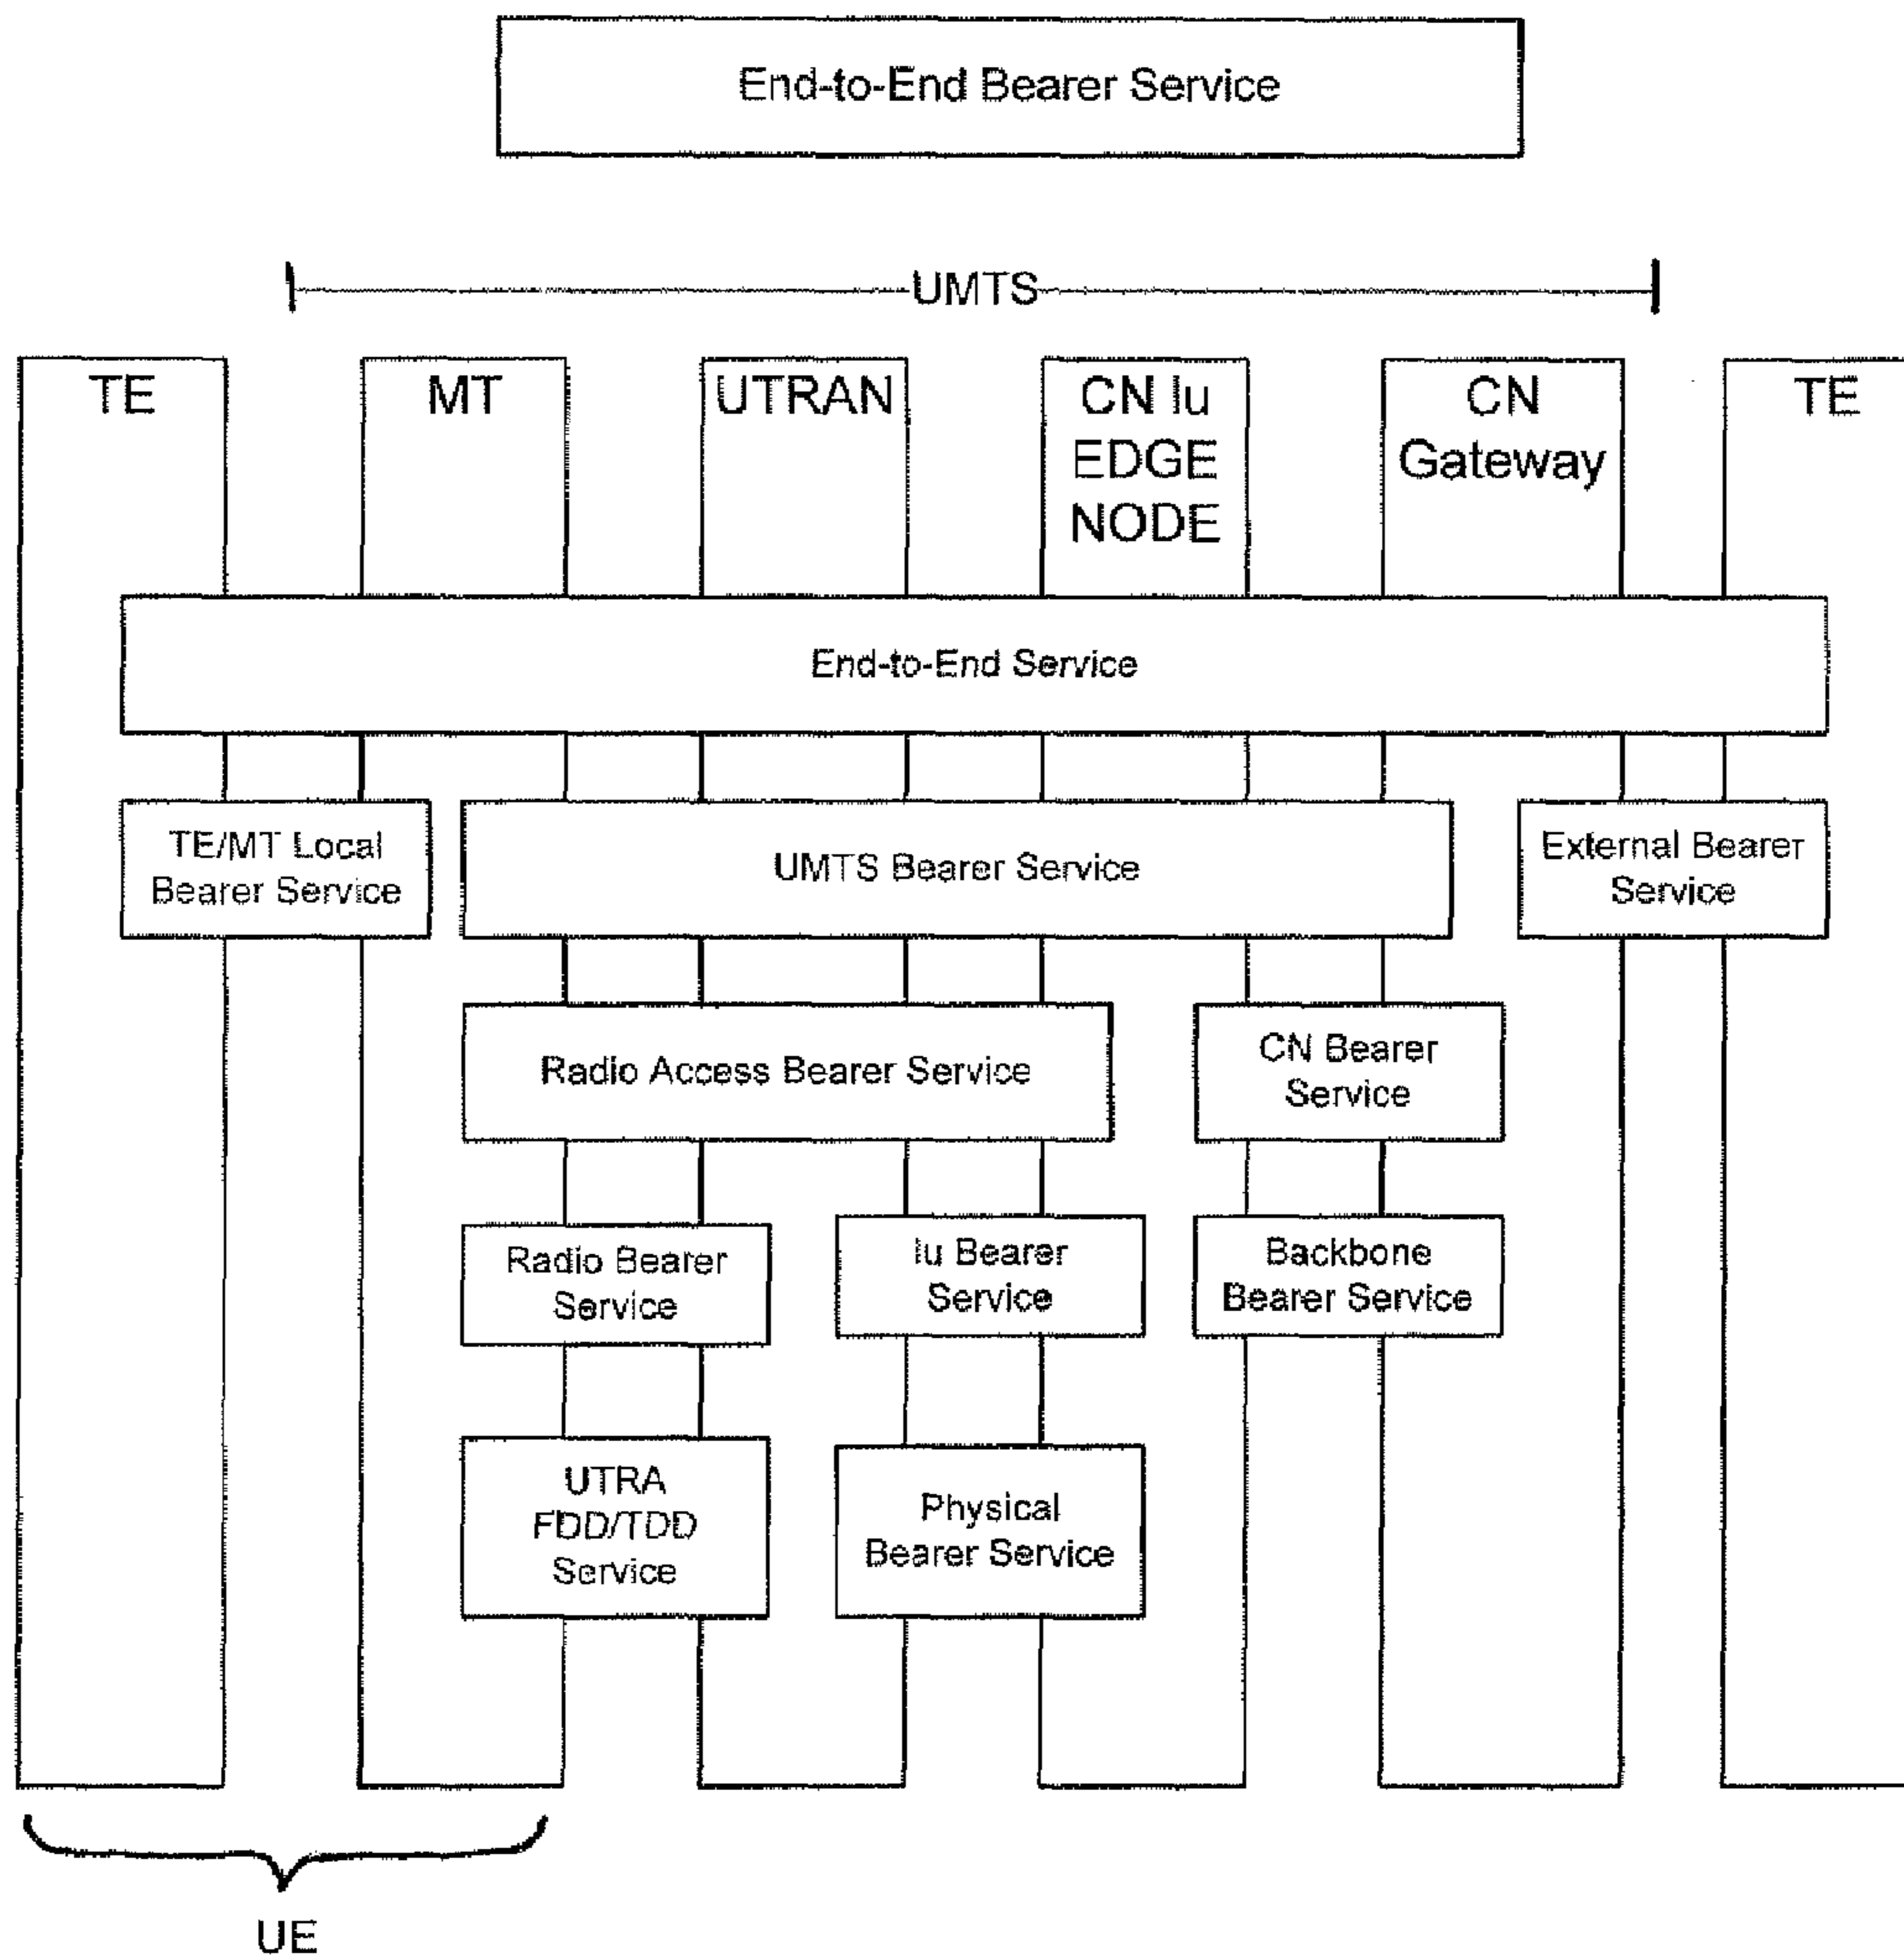 End-to-End Bearer Service
UMTS
TE
MT
UTRAN
CN Iu
EDGE
NODE
CN
Gateway
TE
End-to-End Service
TE/MT Local
Bearer Service
UMTS Bearer Service
External Bearer
Service
Radio Access Bearer Service
CN Bearer
Service
Radio Bearer
Service
Iu Bearer
Service
Backbone
Bearer Service
UTRA
FDD/TDD
Service
Physical
Bearer Service
UE